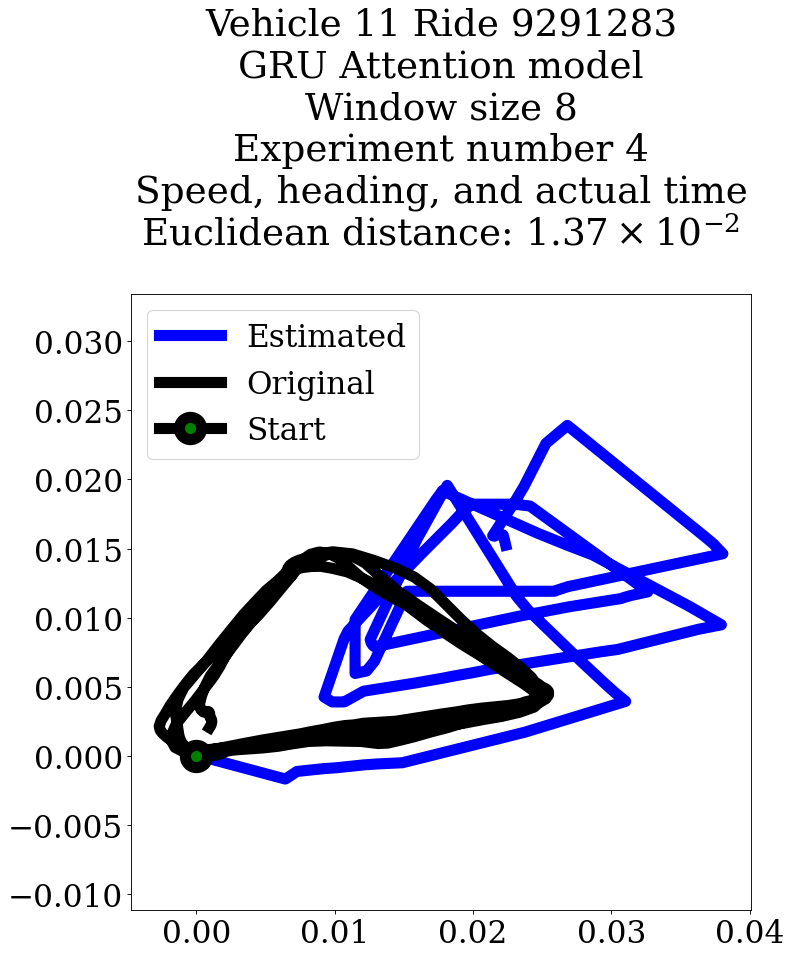 Vehicle 11 Ride 9291283
GRU Attention model
Window size 8
Experiment number 4
Speed, heading, and actual time
Euclidean distance: 1.37 × 10⁻²
Estimated
Original
Start
0.030
0.025
0.020
0.015
0.010
0.005
0.000
−0.005
−0.010
0.00 0.01 0.02 0.03 0.04